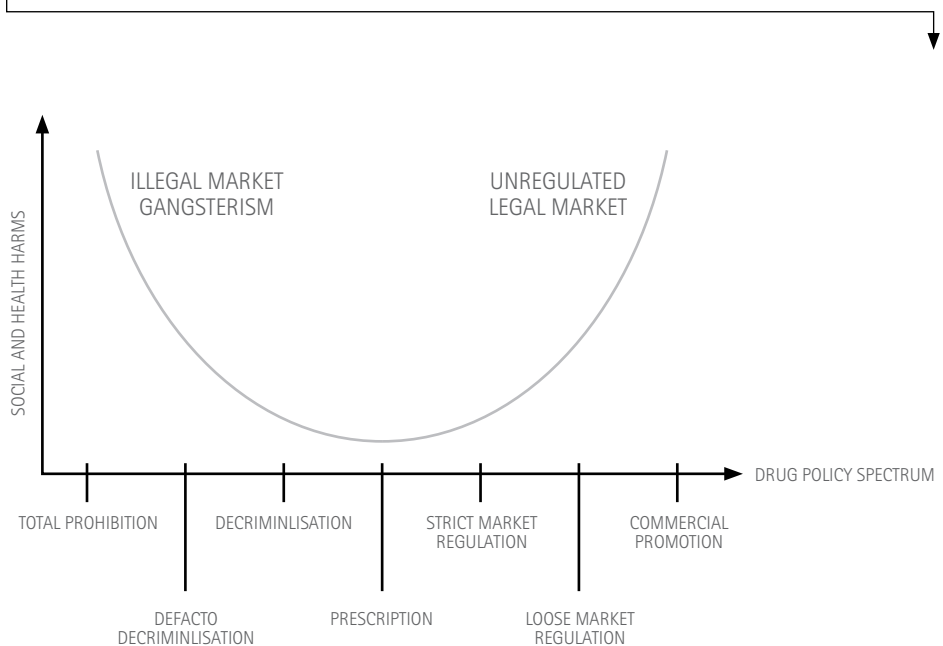 ILLEGAL MARKET
GANGSTERISM
UNREGULATED
LEGAL MARKET
SOCIAL AND HEALTH HARMS
DRUG POLICY SPECTRUM
TOTAL PROHIBITION
DECRIMINLISATION
STRICT MARKET
REGULATION
COMMERCIAL
PROMOTION
DEFACTO
DECRIMINLISATION
PRESCRIPTION
LOOSE MARKET
REGULATION